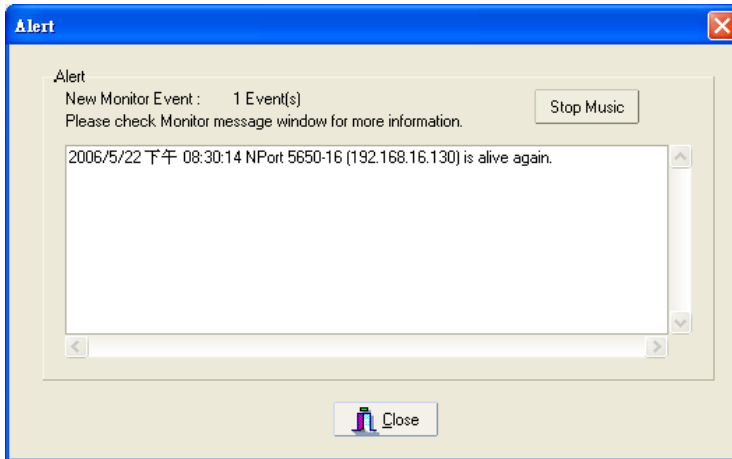 Alert
Alert
New Monitor Event : 1 Event(s)
Stop Music
Please check Monitor message window for more information.
2006/5/22 下午 08:30:14 NPort 5650-16 (192.168.16.130) is alive again.
Close